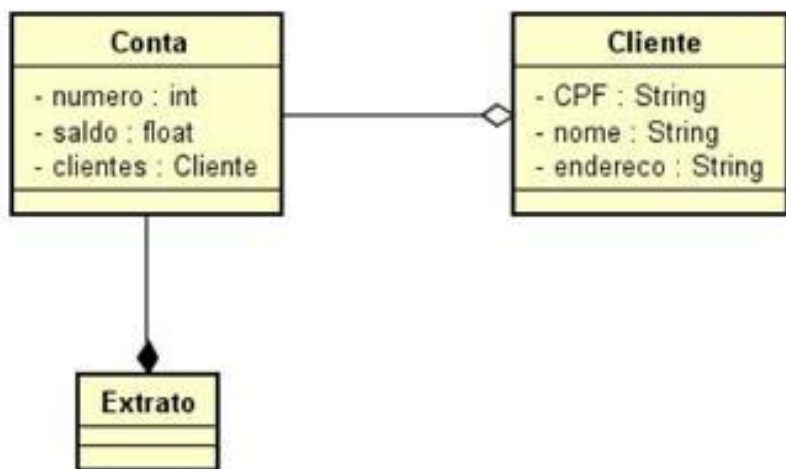 Conta
- numero : int
- saldo : float
- clientes : Cliente
Cliente
- CPF : String
- nome : String
- endereco : String
Extrato